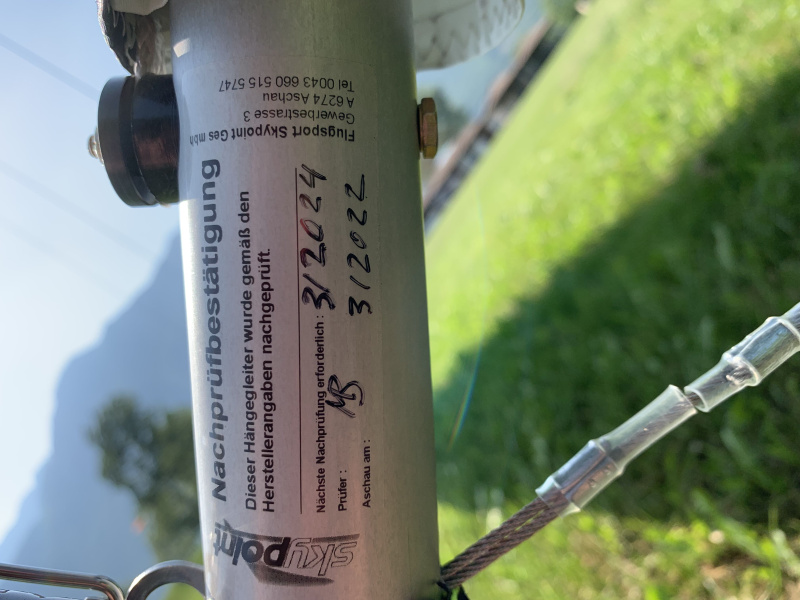 Nachprüfbestätigung
Dieser Hängegleiter wurde gemäß den
Herstellerangaben nachgeprüft.
Nächste Nachprüfung erforderlich : 3/2024
Prüfer : MB
Aschau am : 3/2022
skypoint
Flugsport Skypoint Ges mbh
Gewerbestrasse 3
A 6274 Aschau
Tel 0043 660 515 5747